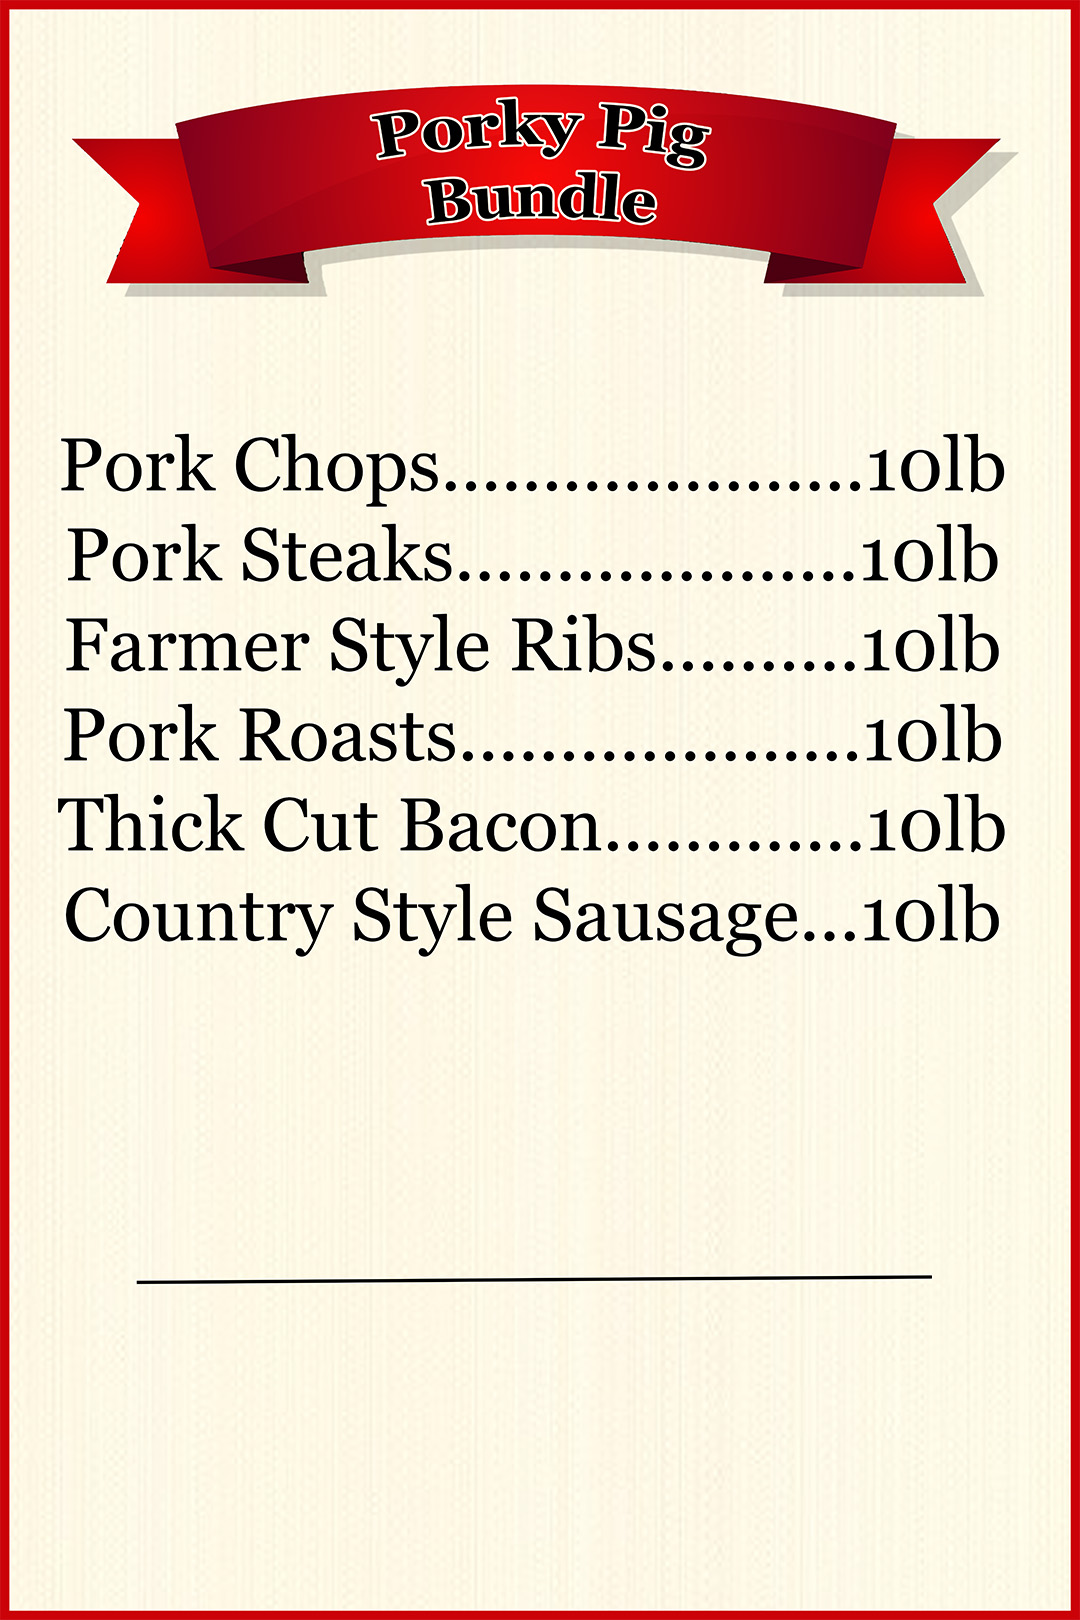 Porky Pig
Bundle
Pork Chops.....................10lb
Pork Steaks....................10lb
Farmer Style Ribs..........10lb
Pork Roasts....................10lb
Thick Cut Bacon.............10lb
Country Style Sausage...10lb